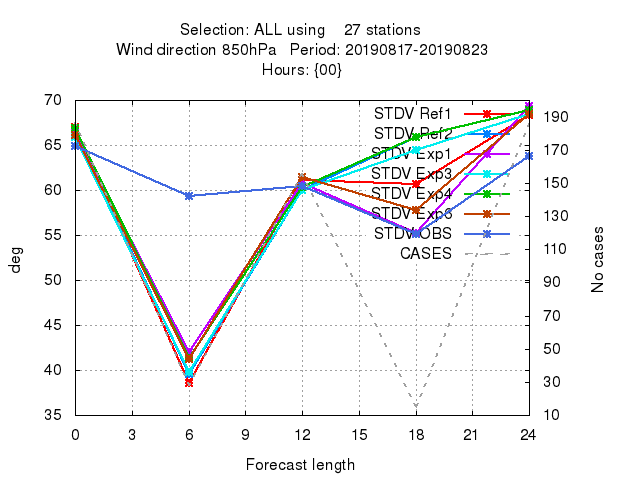 Selection: ALL using 27 stations
Wind direction 850hPa Period: 20190817-20190823
Hours: {00}
70
65
60
55
50
45
40
35
deg
190
170
150
130
110
90
70
50
30
10
No cases
STDV Ref1
STDV Ref2
STDV Exp1
STDV Exp3
STDV Exp4
STDV Exp6
STDV OBS
CASES
0 3 6 9 12 15 18 21 24
Forecast length